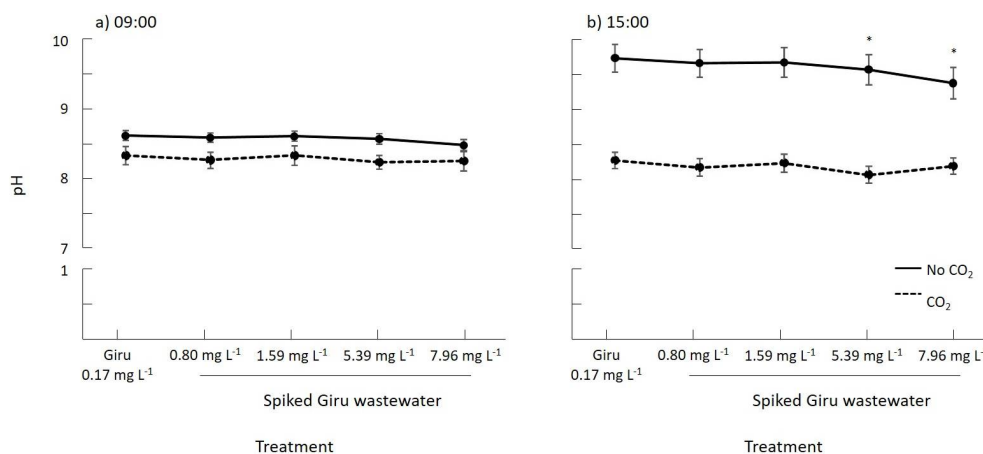 a) 09:00
b) 15:00
10
9
8
7
1
pH
*
*
No CO₂
CO₂
Giru
0.17 mg L⁻¹
0.80 mg L⁻¹
1.59 mg L⁻¹
5.39 mg L⁻¹
7.96 mg L⁻¹
Spiked Giru wastewater
Treatment
Giru
0.17 mg L⁻¹
0.80 mg L⁻¹
1.59 mg L⁻¹
5.39 mg L⁻¹
7.96 mg L⁻¹
Spiked Giru wastewater
Treatment